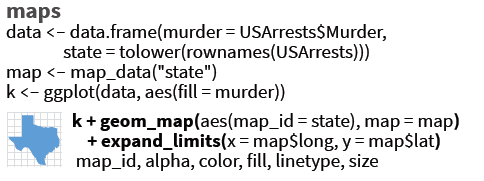 maps
data <- data.frame(murder = USArrests$Murder,
state = tolower(rownames(USArrests)))
map <- map_data("state")
k <- ggplot(data, aes(fill = murder))
k + geom_map(aes(map_id = state), map = map)
+ expand_limits(x = map$long, y = map$lat)
map_id, alpha, color, fill, linetype, size